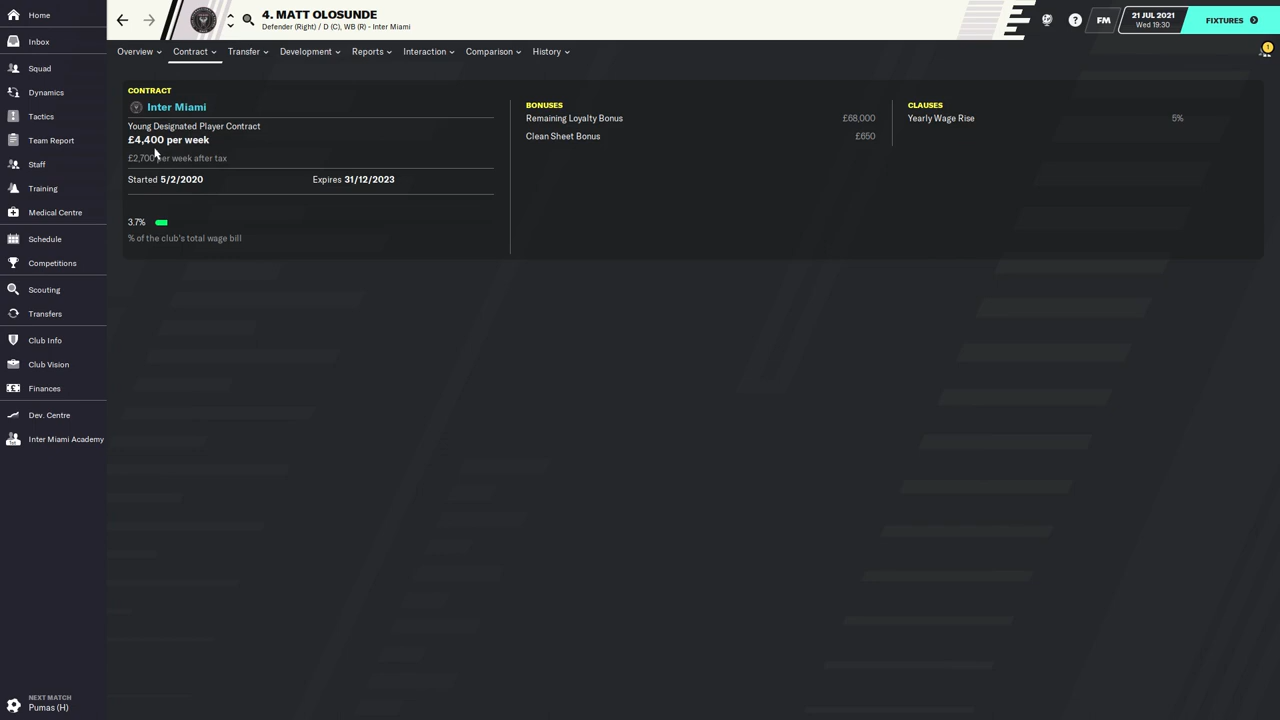 Home
Inbox
Squad
Dynamics
Tactics
Team Report
Staff
Training
Medical Centre
Schedule
Competitions
Scouting
Transfers
Club Info
Club Vision
Finances
Dev. Centre
Inter Miami Academy
NEXT MATCH
Pumas (H)
4. MATT OLOSUNDE
Defender (Right) / D (C), WB (R) - Inter Miami
FM
21 JUL 2021
Wed 19:30
FIXTURES
Overview
Contract
Transfer
Development
Reports
Interaction
Comparison
History
CONTRACT
Inter Miami
Young Designated Player Contract
£4,400 per week
£2,700 per week after tax
Started 5/2/2020 Expires 31/12/2023
3.7%
% of the club's total wage bill
BONUSES
Remaining Loyalty Bonus £68,000
Clean Sheet Bonus £650
CLAUSES
Yearly Wage Rise 5%